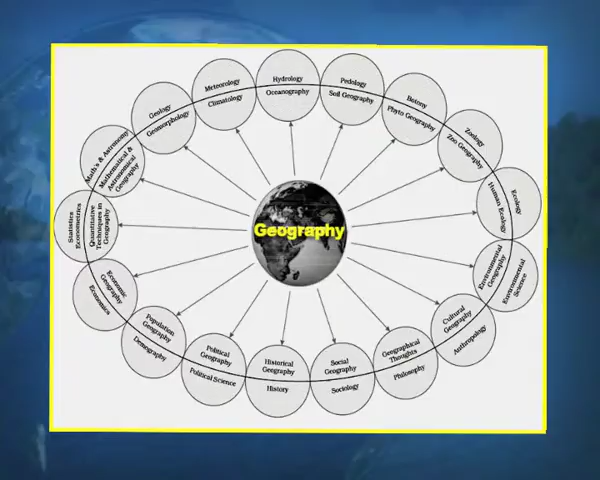 Hydrology
Oceanography
Pedology
Soil Geography
Botony
Phyto Geography
Zoology
Zoo Geography
Ecology
Human Ecology
Environmental
Geography
Environmental
Science
Cultural
Geography
Anthropology
Geographical
Thoughts
Philosophy
Social
Geography
Sociology
Historical
Geography
History
Political
Geography
Political Science
Population
Geography
Demography
Economic
Geography
Economics
Statistics
Econometrics
Quantitative
Techniques in
Geography
Math's & Astronomy
Mathematical &
Astronomical
Geography
Geology
Geomorphology
Meteorology
Climatology
Geography